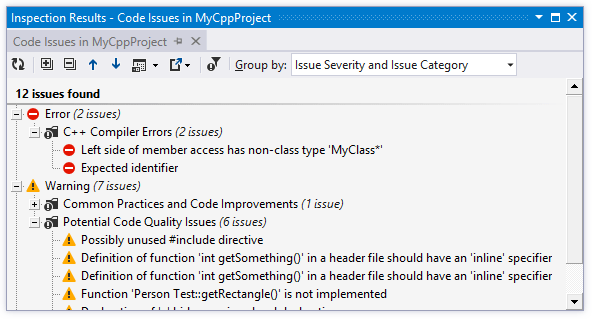 Inspection Results - Code Issues in MyCppProject
Code Issues in MyCppProject
Group by: Issue Severity and Issue Category
12 issues found
Error (2 issues)
C++ Compiler Errors (2 issues)
Left side of member access has non-class type 'MyClass*'
Expected identifier
Warning (7 issues)
Common Practices and Code Improvements (1 issue)
Potential Code Quality Issues (6 issues)
Possibly unused #include directive
Definition of function 'int getSomething()' in a header file should have an 'inline' specifier
Definition of function 'int getSomething()' in a header file should have an 'inline' specifier
Function 'Person Test::getRectangle()' is not implemented